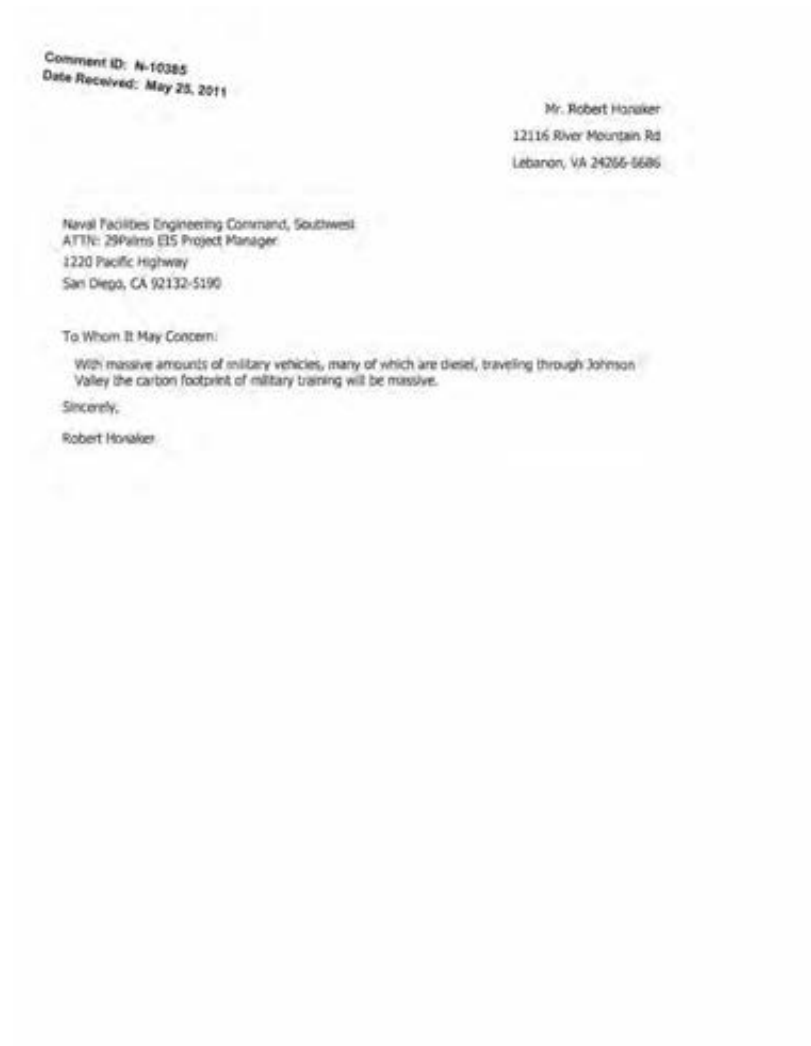 Comment ID: N-10385
Date Received: May 25, 2011
Mr. Robert Honaker
12116 River Mountain Rd
Lebanon, VA 24266-6686
Naval Facilities Engineering Command, Southwest
ATTN: 29Palms EIS Project Manager
1220 Pacific Highway
San Diego, CA 92132-5190
To Whom It May Concern:
With massive amounts of military vehicles, many of which are diesel, traveling through Johnson
Valley the carbon footprint of military training will be massive.
Sincerely,
Robert Honaker